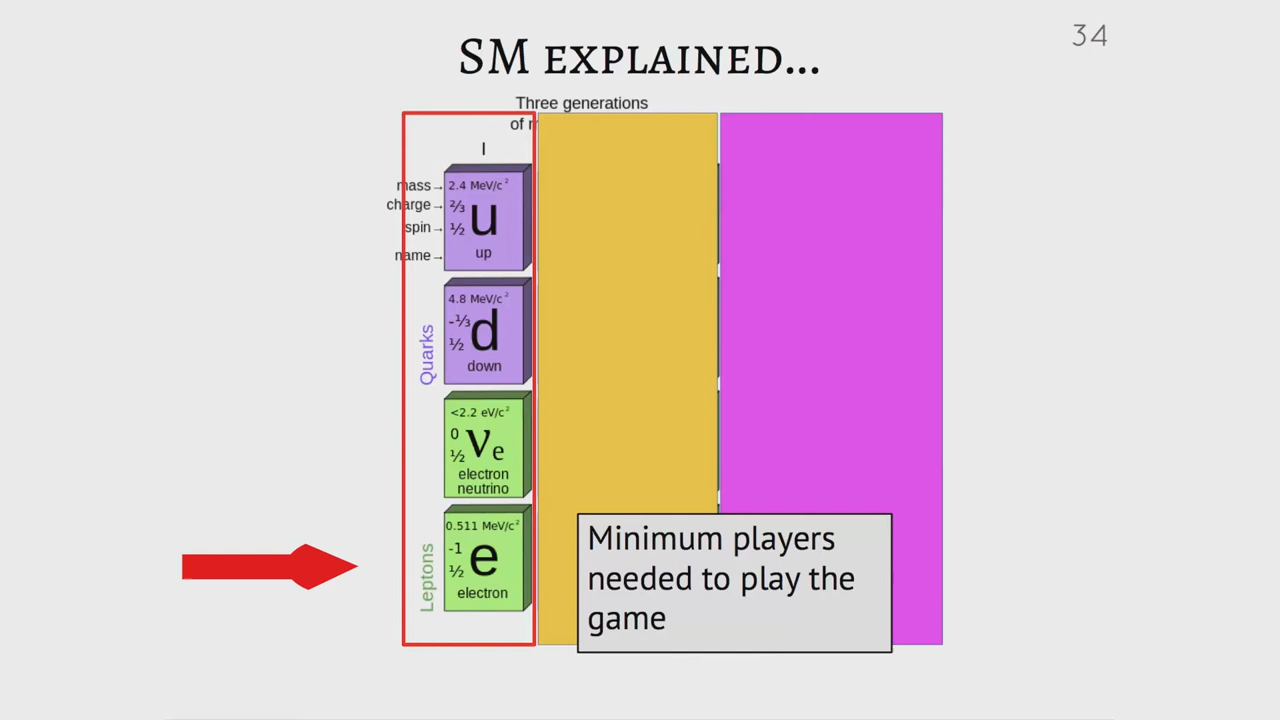 34
SM EXPLAINED...
Three generations
of
I
mass→
charge→
spin→
name→
2.4 MeV/c²
⅔
½
u
up
Quarks
4.8 MeV/c²
-⅓
½
d
down
<2.2 eV/c²
0
½
νe
electron
neutrino
Leptons
0.511 MeV/c²
-1
½
e
electron
Minimum players
needed to play the
game